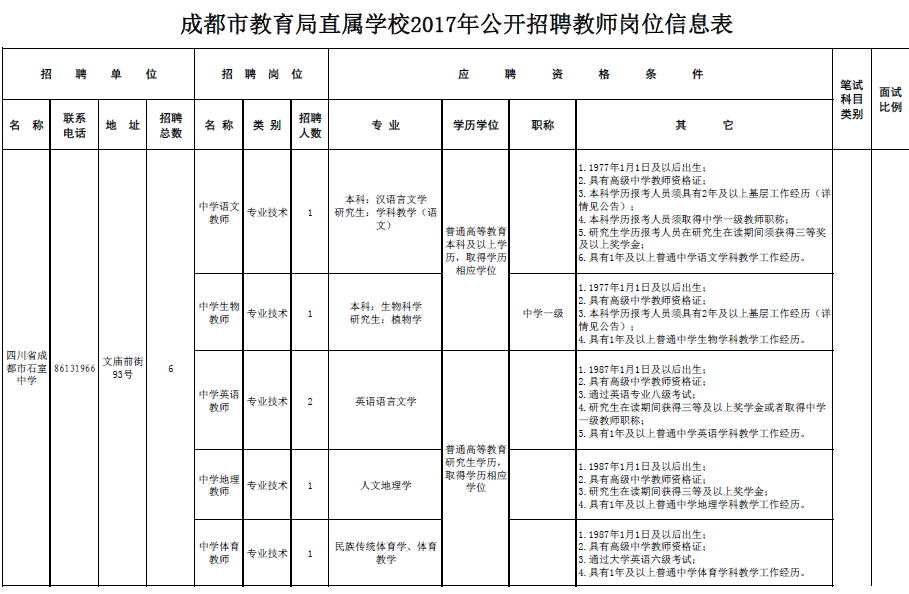 成都市教育局直属学校2017年公开招聘教师岗位信息表
招 聘 单 位
招 聘 岗 位
应 聘 资 格 条 件
笔试
科目
类别
面试
比例
名 称
联系
电话
地 址
招聘
总数
名 称
类 别
招聘
人数
专 业
学历学位
职称
其 它
四川省成
都市石室
中学
86131966
文庙前街
93号
6
中学语文
教师
专业技术
1
本科：汉语言文学
研究生：学科教学（语
文）
普通高等教育
本科及以上学
历，取得学历
相应学位
1.1977年1月1日及以后出生；
2.具有高级中学教师资格证；
3.本科学历报考人员须具有2年及以上基层工作经历（详
情见公告）；
4.本科学历报考人员须取得中学一级教师职称；
5.研究生学历报考人员在研究生在读期间须获得三等奖
及以上奖学金；
6.具有1年及以上普通中学语文学科教学工作经历。
中学生物
教师
专业技术
1
本科：生物科学
研究生：植物学
中学一级
1.1977年1月1日及以后出生；
2.具有高级中学教师资格证；
3.本科学历报考人员须具有2年及以上基层工作经历（详
情见公告）；
4.具有1年及以上普通中学生物学科教学工作经历。
中学英语
教师
专业技术
2
英语语言文学
普通高等教育
研究生学历，
取得学历相应
学位
1.1987年1月1日及以后出生；
2.具有高级中学教师资格证；
3.通过英语专业八级考试；
4.研究生在读期间获得三等及以上奖学金或者取得中学
一级教师职称；
5.具有1年及以上普通中学英语学科教学工作经历。
中学地理
教师
专业技术
1
人文地理学
1.1987年1月1日及以后出生；
2.具有高级中学教师资格证；
3.研究生在读期间获得三等及以上奖学金；
4.具有1年及以上普通中学地理学科教学工作经历。
中学体育
教师
专业技术
1
民族传统体育学、体育
教学
1.1987年1月1日及以后出生；
2.具有高级中学教师资格证；
3.通过大学英语六级考试；
4.具有1年及以上普通中学体育学科教学工作经历。